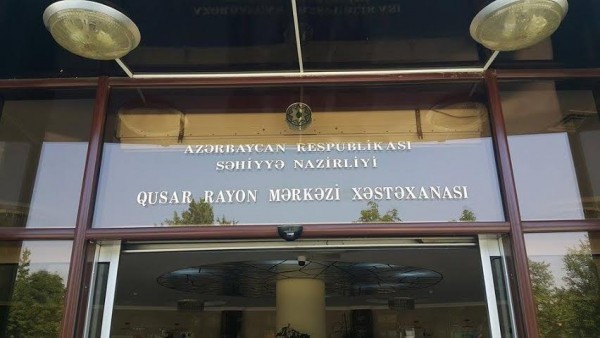 AZƏRBAYCAN RESPUBLİKASI
SƏHİYYƏ NAZİRLİYİ
QUSAR RAYON MƏRKƏZİ XƏSTƏXANASI